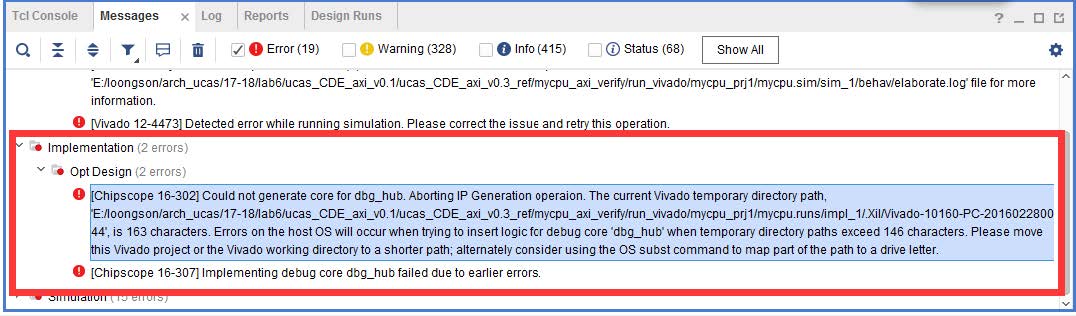 Tcl Console Messages × Log Reports Design Runs ?
Error (19) Warning (328) Info (415) Status (68) Show All
'E:/loongson/arch_ucas/17-18/lab6/ucas_CDE_axi_v0.1/ucas_CDE_axi_v0.3_ref/mycpu_axi_verify/run_vivado/mycpu_prj1/mycpu.sim/sim_1/behav/elaborate.log' file for more
information.
[Vivado 12-4473] Detected error while running simulation. Please correct the issue and retry this operation.
Implementation (2 errors)
Opt Design (2 errors)
[Chipscope 16-302] Could not generate core for dbg_hub. Aborting IP Generation operaion. The current Vivado temporary directory path,
'E:/loongson/arch_ucas/17-18/lab6/ucas_CDE_axi_v0.1/ucas_CDE_axi_v0.3_ref/mycpu_axi_verify/run_vivado/mycpu_prj1/mycpu.runs/impl_1/.Xil/Vivado-10160-PC-2016022800
44', is 163 characters. Errors on the host OS will occur when trying to insert logic for debug core 'dbg_hub' when temporary directory paths exceed 146 characters. Please move
this Vivado project or the Vivado working directory to a shorter path; alternately consider using the OS subst command to map part of the path to a drive letter.
[Chipscope 16-307] Implementing debug core dbg_hub failed due to earlier errors.
Simulation (15 errors)